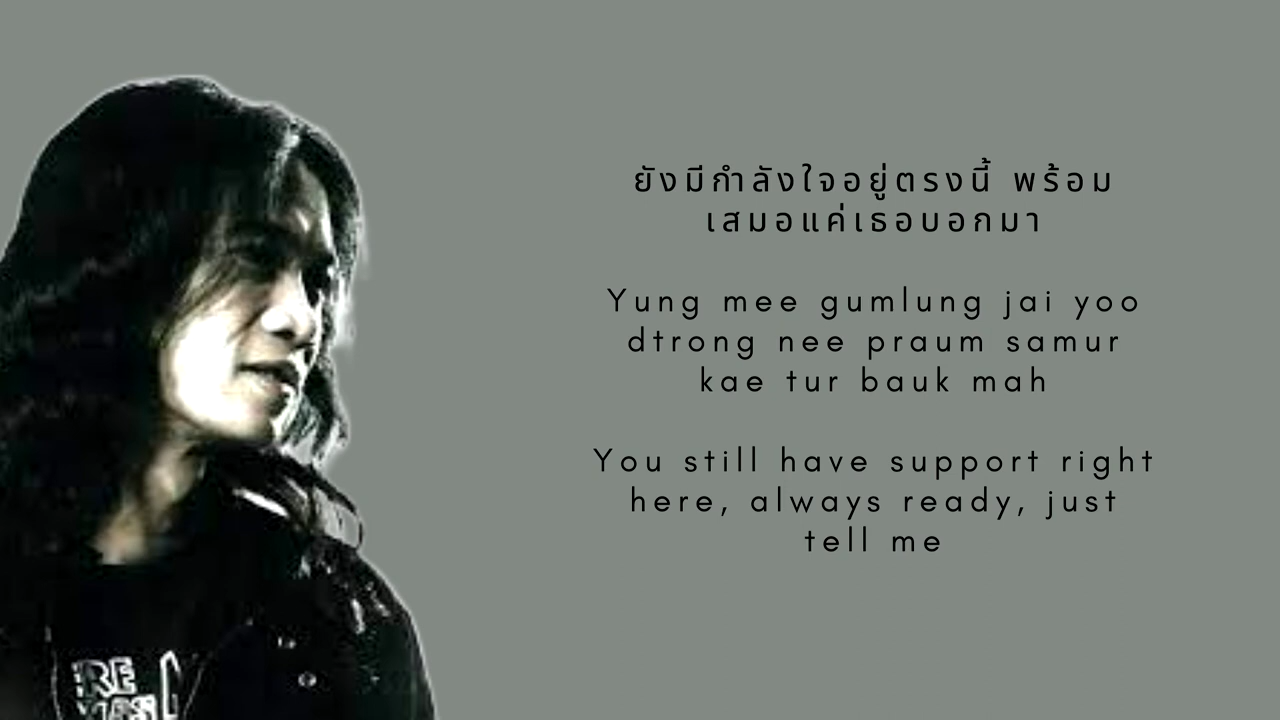 ยังมีกำลังใจอยู่ตรงนี้ พร้อม
เสมอแค่เธอบอกมา
Yung mee gumlung jai yoo
dtrong nee praum samur
kae tur bauk mah
You still have support right
here, always ready, just
tell me
RE